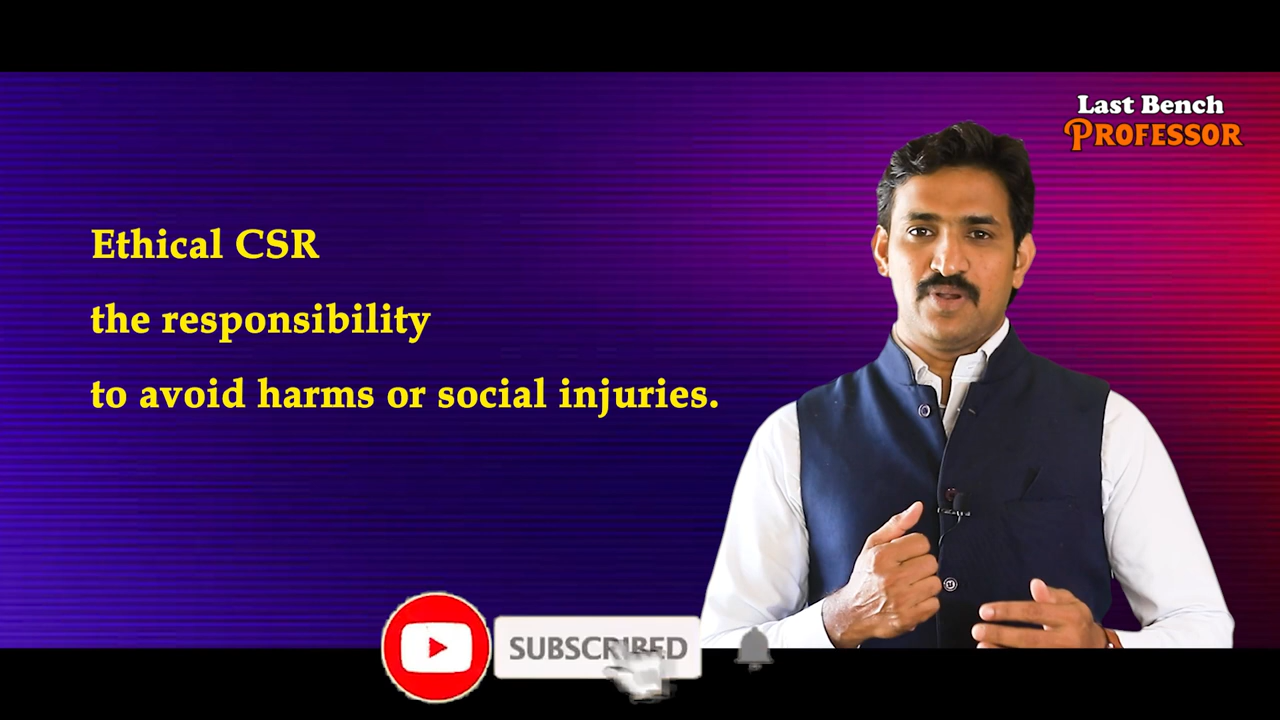 Last Bench
PROFESSOR
Ethical CSR
the responsibility
to avoid harms or social injuries.
SUBSCRIBED